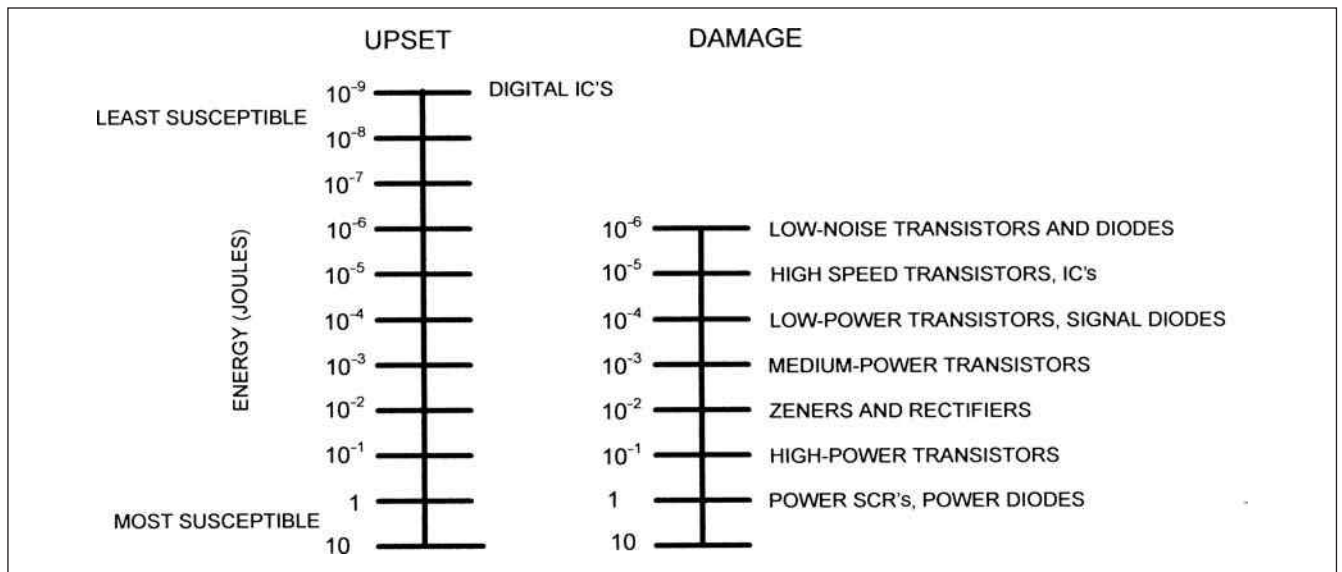 UPSET
DAMAGE
10⁻⁹ DIGITAL IC'S
LEAST SUSCEPTIBLE
10⁻⁸
10⁻⁷
10⁻⁶
10⁻⁵
10⁻⁴
10⁻³
10⁻²
10⁻¹
1
10
MOST SUSCEPTIBLE
ENERGY (JOULES)
10⁻⁶ LOW-NOISE TRANSISTORS AND DIODES
10⁻⁵ HIGH SPEED TRANSISTORS, IC's
10⁻⁴ LOW-POWER TRANSISTORS, SIGNAL DIODES
10⁻³ MEDIUM-POWER TRANSISTORS
10⁻² ZENERS AND RECTIFIERS
10⁻¹ HIGH-POWER TRANSISTORS
1 POWER SCR's, POWER DIODES
10